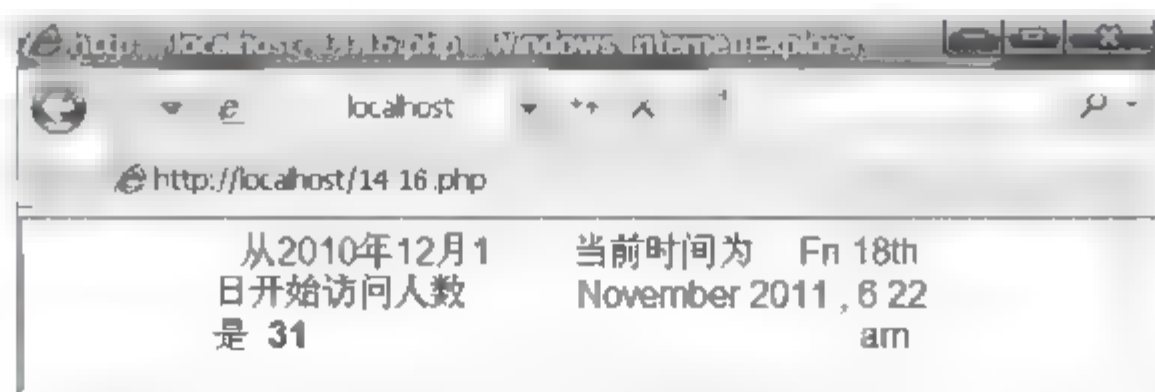 Windows Internet Explorer
localhost
http://localhost/14 16.php
从2010年12月1
日开始访问人数
是 31
当前时间为 Fri 18th
November 2011 , 6 22
am